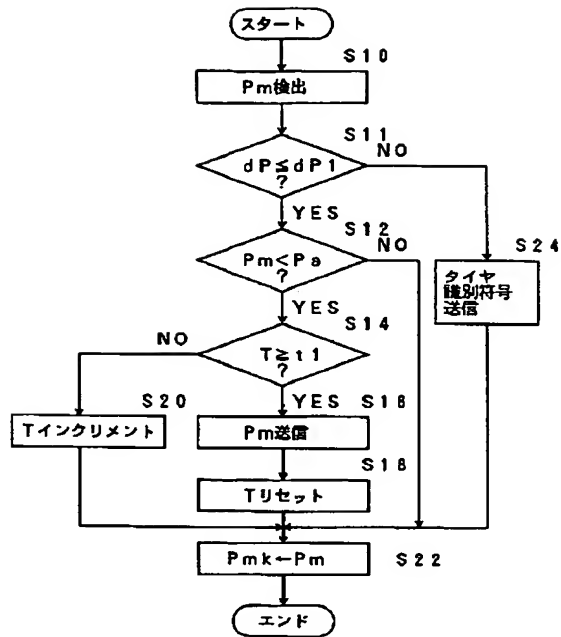 スタート
S10
Pm検出
S11
dP≦dP1
?
NO
YES
S12
Pm<Pa
?
NO
S24
タイヤ
識別符号
送信
YES
S14
T≧t1
?
NO
YES
S16
S20
Tインクリメント
Pm送信
S18
Tリセット
Pmk←Pm
S22
エンド